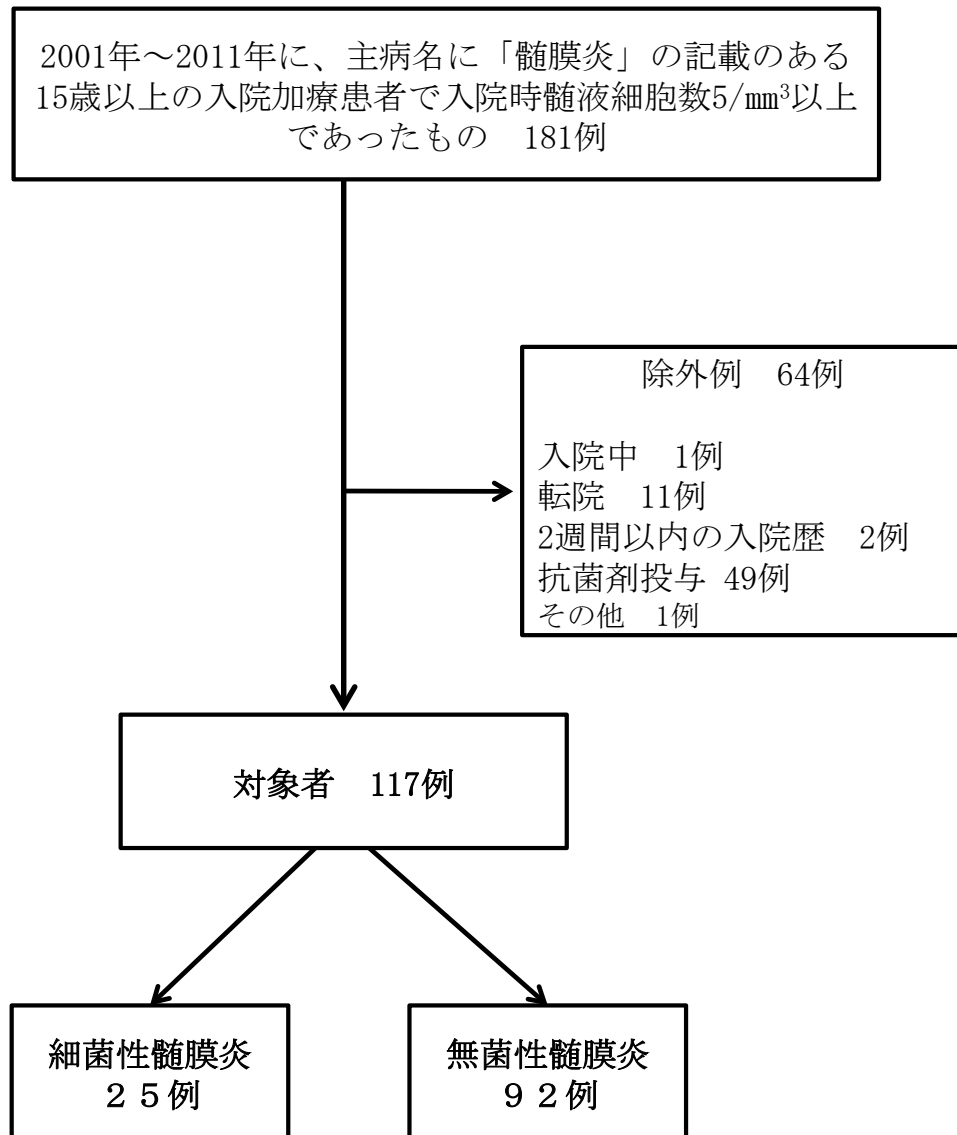 2001年～2011年に、主病名に「髄膜炎」の記載のある
15歳以上の入院加療患者で入院時髄液細胞数5/mm³以上
であったもの　181例
除外例　64例
入院中　1例
転院　11例
2週間以内の入院歴　2例
抗菌剤投与 49例
その他　1例
対象者　117例
細菌性髄膜炎
２５例
無菌性髄膜炎
９２例